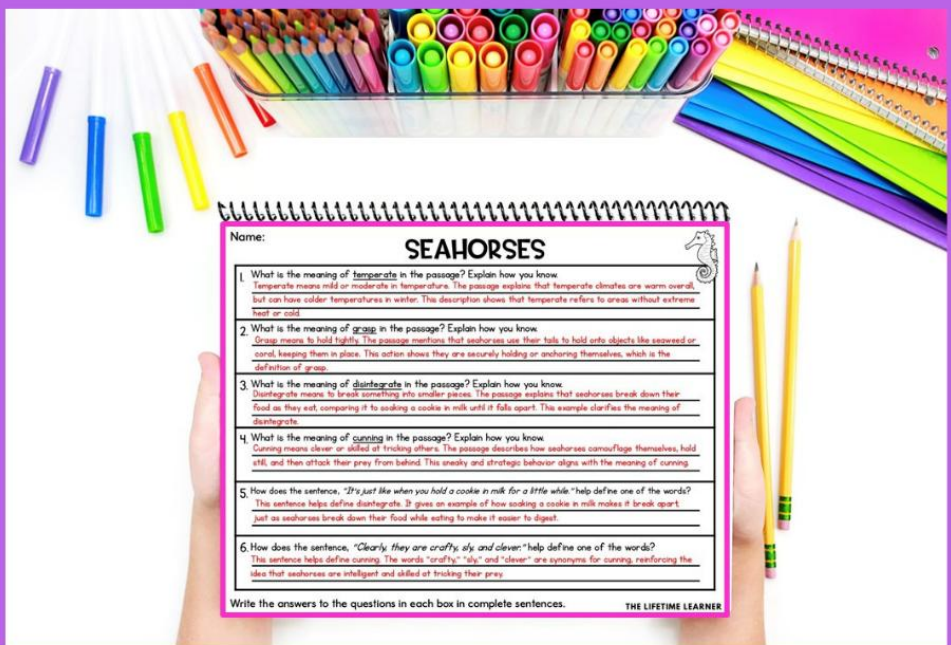 Name:
SEAHORSES
1. What is the meaning of temperate in the passage? Explain how you know.
Temperate means mild or moderate in temperature. The passage explains that temperate climates are warm overall,
but can have colder temperatures in winter. This description shows that temperate refers to areas without extreme
heat or cold.
2. What is the meaning of grasp in the passage? Explain how you know.
Grasp means to hold tightly. The passage mentions that seahorses use their tails to hold onto objects like seaweed or
coral, keeping them in place. This action shows they are securely holding or anchoring themselves, which is the
definition of grasp.
3. What is the meaning of disintegrate in the passage? Explain how you know.
Disintegrate means to break something into smaller pieces. The passage explains that seahorses break down their
food as they eat, comparing it to soaking a cookie in milk until it falls apart. This example clarifies the meaning of
disintegrate.
4. What is the meaning of cunning in the passage? Explain how you know.
Cunning means clever or skilled at tricking others. The passage describes how seahorses camouflage themselves, hold
still, and then attack their prey from behind. This sneaky and strategic behavior aligns with the meaning of cunning.
5. How does the sentence, "It's just like when you hold a cookie in milk for a little while." help define one of the words?
This sentence helps define disintegrate. It gives an example of how soaking a cookie in milk makes it break apart,
just as seahorses break down their food while eating to make it easier to digest.
6. How does the sentence, "Clearly, they are crafty, sly, and clever." help define one of the words?
This sentence helps define cunning. The words "crafty," "sly," and "clever" are synonyms for cunning, reinforcing the
idea that seahorses are intelligent and skilled at tricking their prey.
Write the answers to the questions in each box in complete sentences.
THE LIFETIME LEARNER